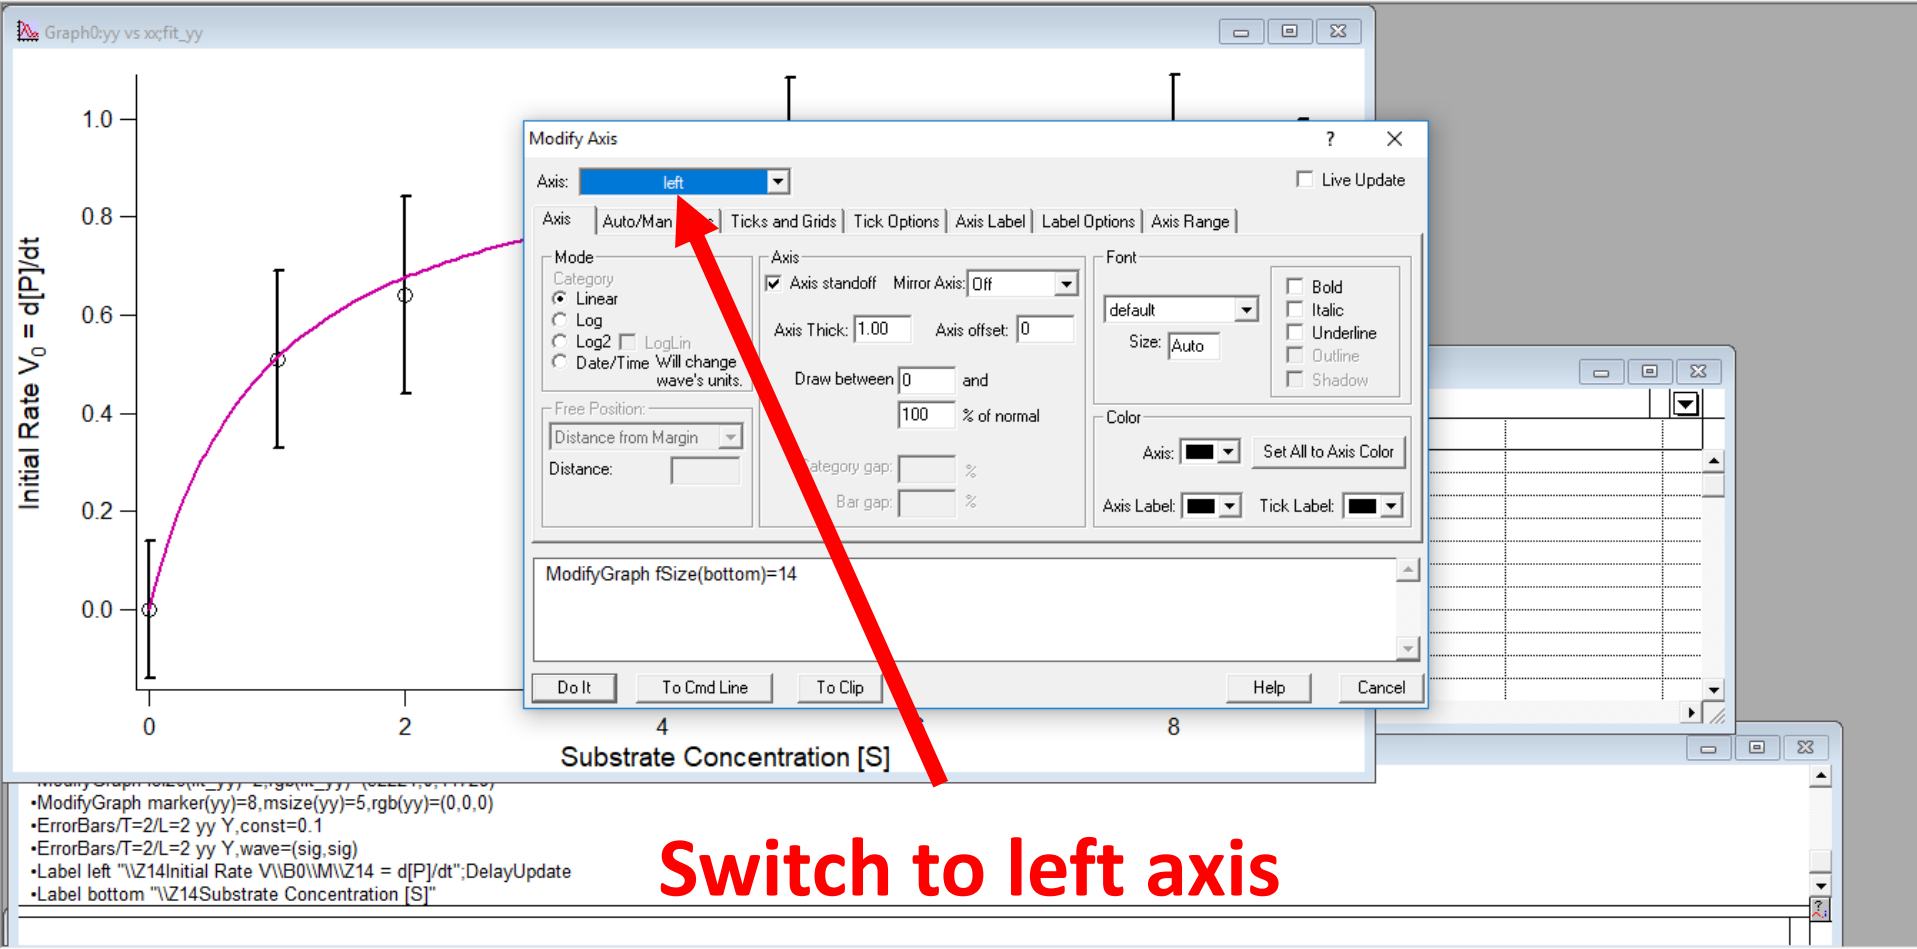 Graph0:yy vs xx;fit_yy
1.0
0.8
0.6
0.4
0.2
0.0
Initial Rate V0 = d[P]/dt
0
2
4
8
Substrate Concentration [S]
Modify Axis
?
Axis: left
Live Update
Axis
Auto/Man
Ticks and Grids
Tick Options
Axis Label
Label Options
Axis Range
Mode
Category
Linear
Log
Log2
LogLin
Date/Time
Will change
wave's units.
Free Position:
Distance from Margin
Distance:
Axis
Axis standoff
Mirror Axis: Off
Axis Thick: 1.00
Axis offset: 0
Draw between 0 and
100 % of normal
Category gap: %
Bar gap: %
Font
default
Size: Auto
Bold
Italic
Underline
Outline
Shadow
Color
Axis:
Set All to Axis Color
Axis Label:
Tick Label:
ModifyGraph fSize(bottom)=14
Do It
To Cmd Line
To Clip
Help
Cancel
•ModifyGraph marker(yy)=8,msize(yy)=5,rgb(yy)=(0,0,0)
•ErrorBars/T=2/L=2 yy Y,const=0.1
•ErrorBars/T=2/L=2 yy Y,wave=(sig,sig)
•Label left "\\Z14Initial Rate V\\B0\\M\\Z14 = d[P]/dt";DelayUpdate
•Label bottom "\\Z14Substrate Concentration [S]"
Switch to left axis